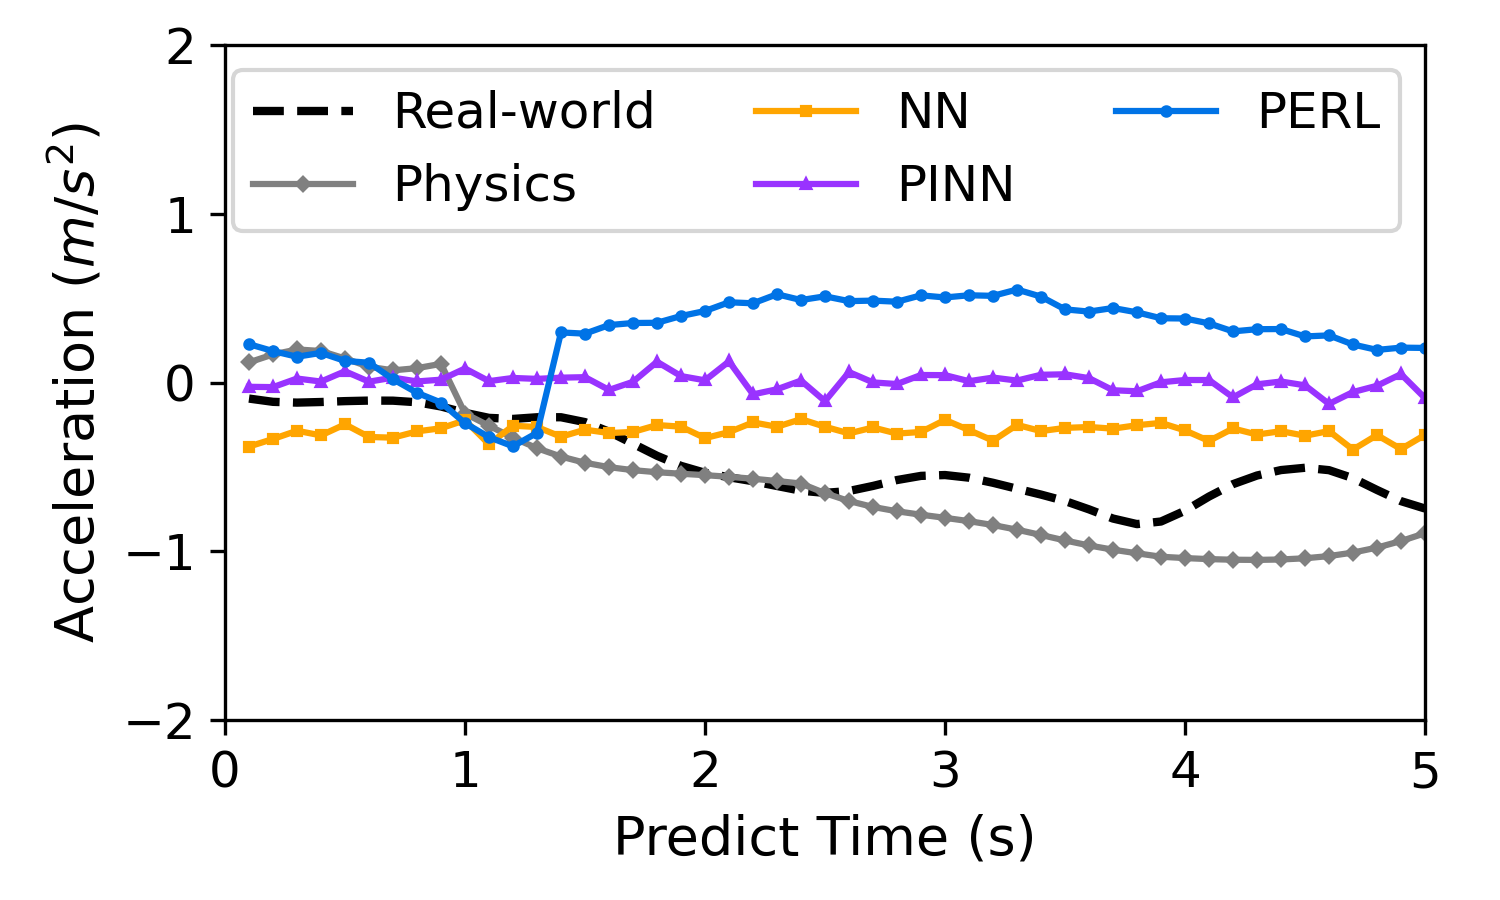 2
1
0
−1
−2
Acceleration (m/s²)
Real-world
Physics
NN
PINN
PERL
0 1 2 3 4 5
Predict Time (s)